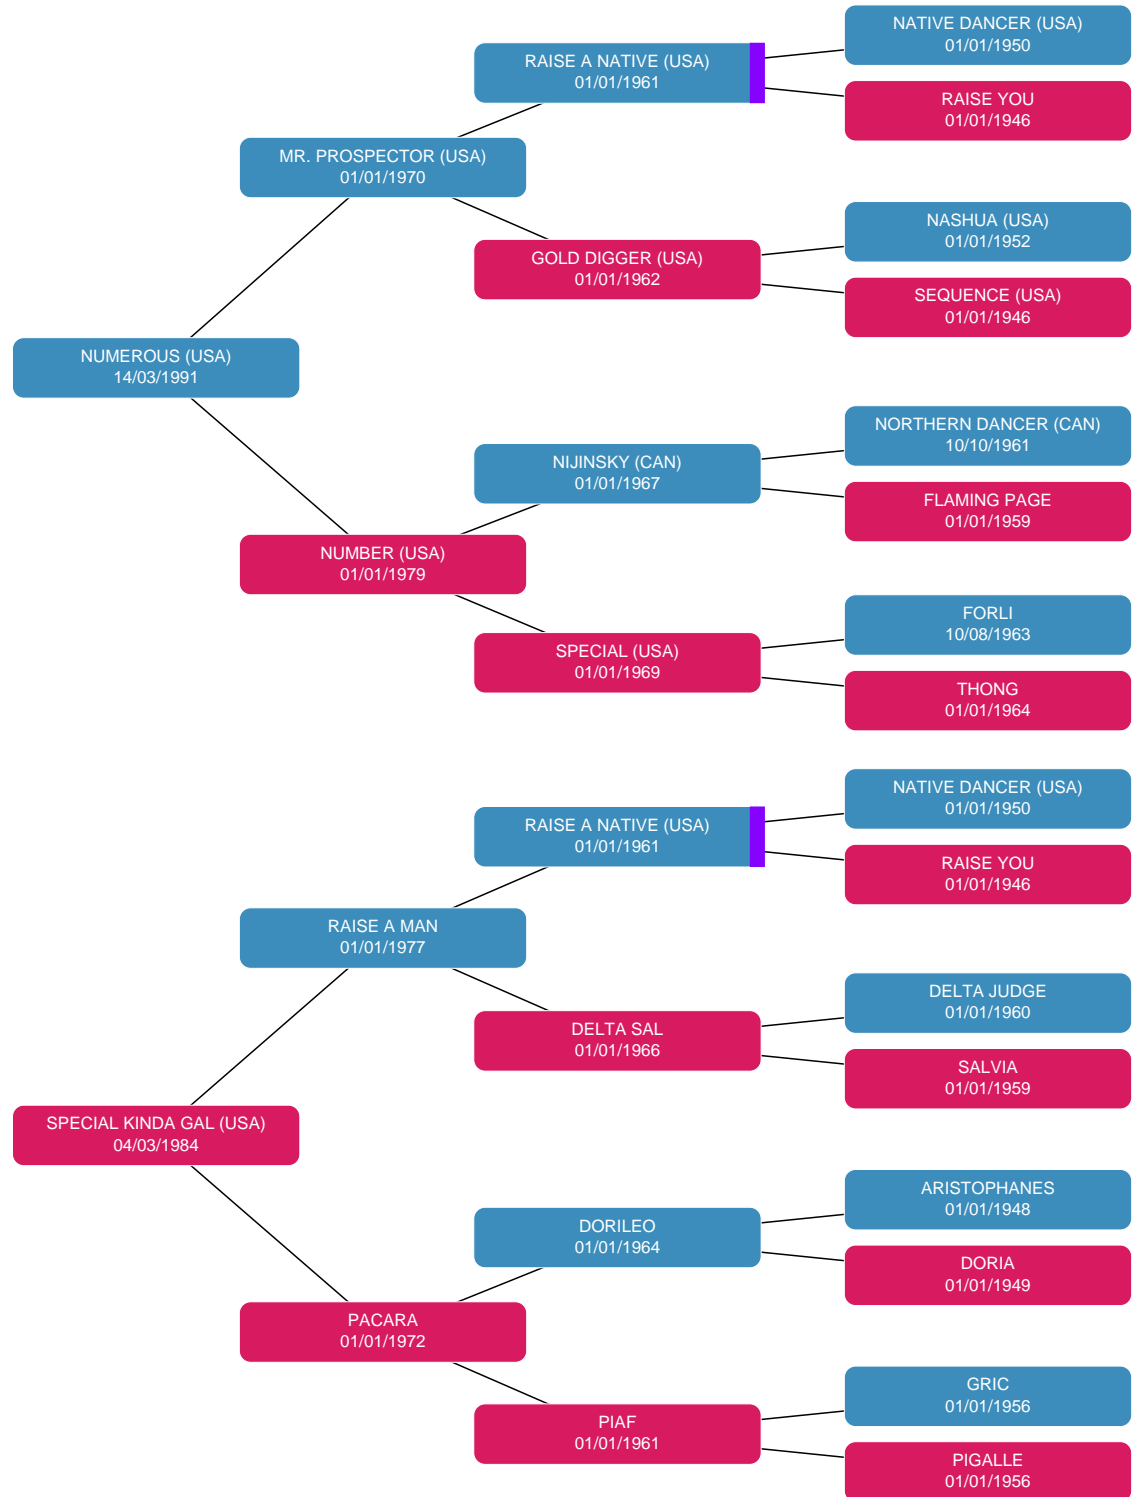 NATIVE DANCER (USA)
01/01/1950
RAISE A NATIVE (USA)
01/01/1961
RAISE YOU
01/01/1946
MR. PROSPECTOR (USA)
01/01/1970
NASHUA (USA)
01/01/1952
GOLD DIGGER (USA)
01/01/1962
SEQUENCE (USA)
01/01/1946
NUMEROUS (USA)
14/03/1991
NORTHERN DANCER (CAN)
10/10/1961
NIJINSKY (CAN)
01/01/1967
FLAMING PAGE
01/01/1959
NUMBER (USA)
01/01/1979
FORLI
10/08/1963
SPECIAL (USA)
01/01/1969
THONG
01/01/1964
NATIVE DANCER (USA)
01/01/1950
RAISE A NATIVE (USA)
01/01/1961
RAISE YOU
01/01/1946
RAISE A MAN
01/01/1977
DELTA JUDGE
01/01/1960
DELTA SAL
01/01/1966
SALVIA
01/01/1959
SPECIAL KINDA GAL (USA)
04/03/1984
ARISTOPHANES
01/01/1948
DORILEO
01/01/1964
DORIA
01/01/1949
PACARA
01/01/1972
GRIC
01/01/1956
PIAF
01/01/1961
PIGALLE
01/01/1956